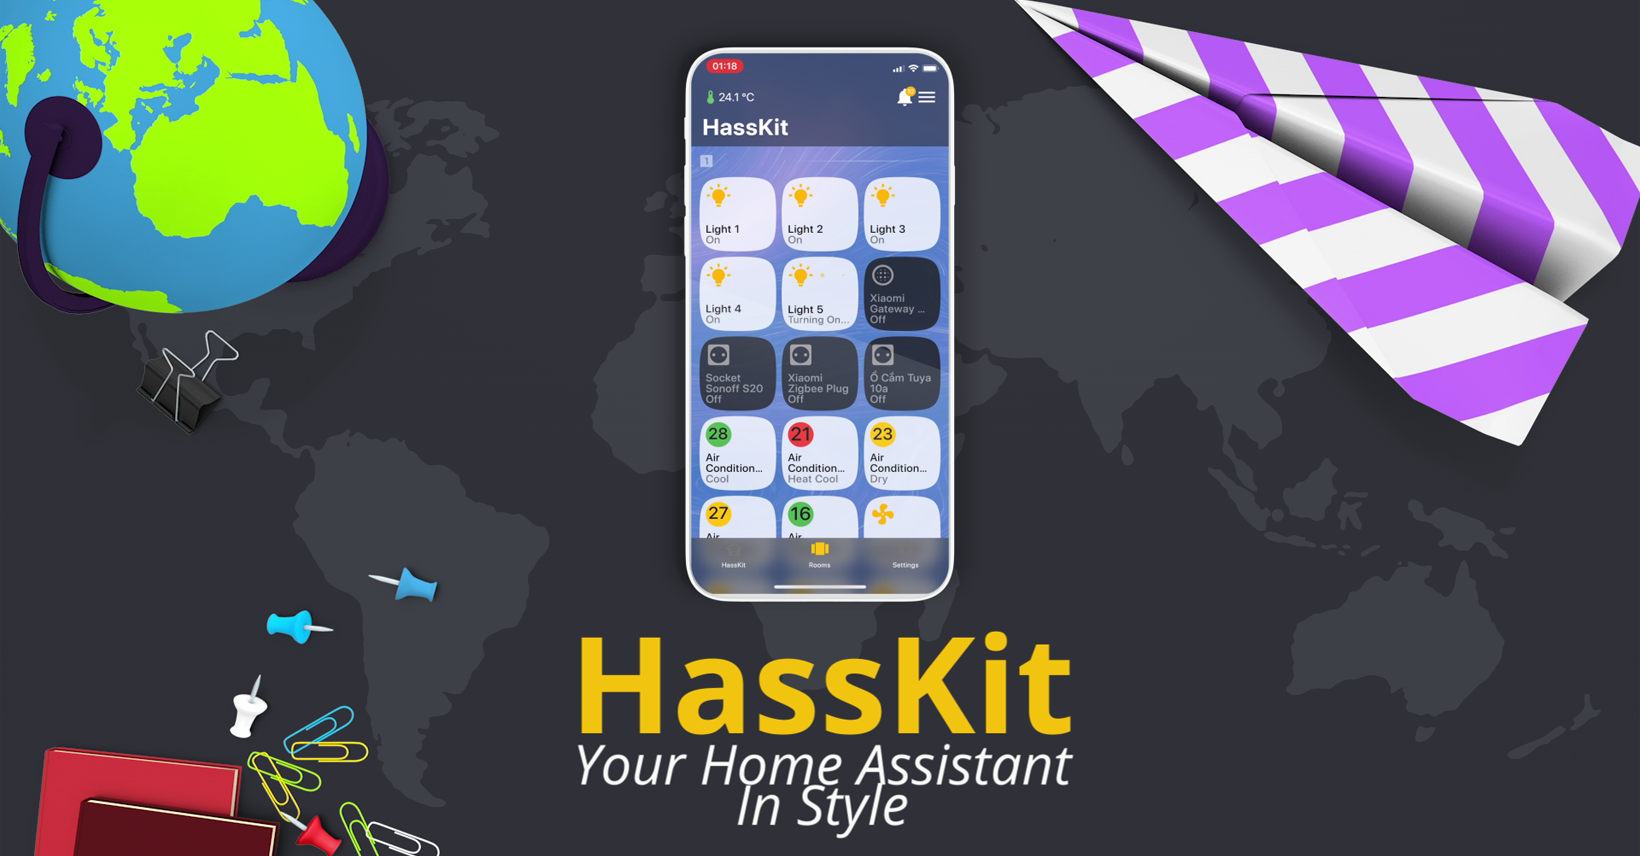 01:18
24.1 °C
HassKit
1
Light 1
On
Light 2
On
Light 3
On
Light 4
On
Light 5
Turning On...
Xiaomi
Gateway ...
Off
Socket
Sonoff S20
Off
Xiaomi
Zigbee Plug
Off
Ổ Cắm Tuya
10a
Off
28
Air
Condition...
Cool
21
Air
Condition...
Heat Cool
23
Air
Condition...
Dry
27
Air
16
Air
HassKit
Rooms
Settings
HassKit
Your Home Assistant
In Style